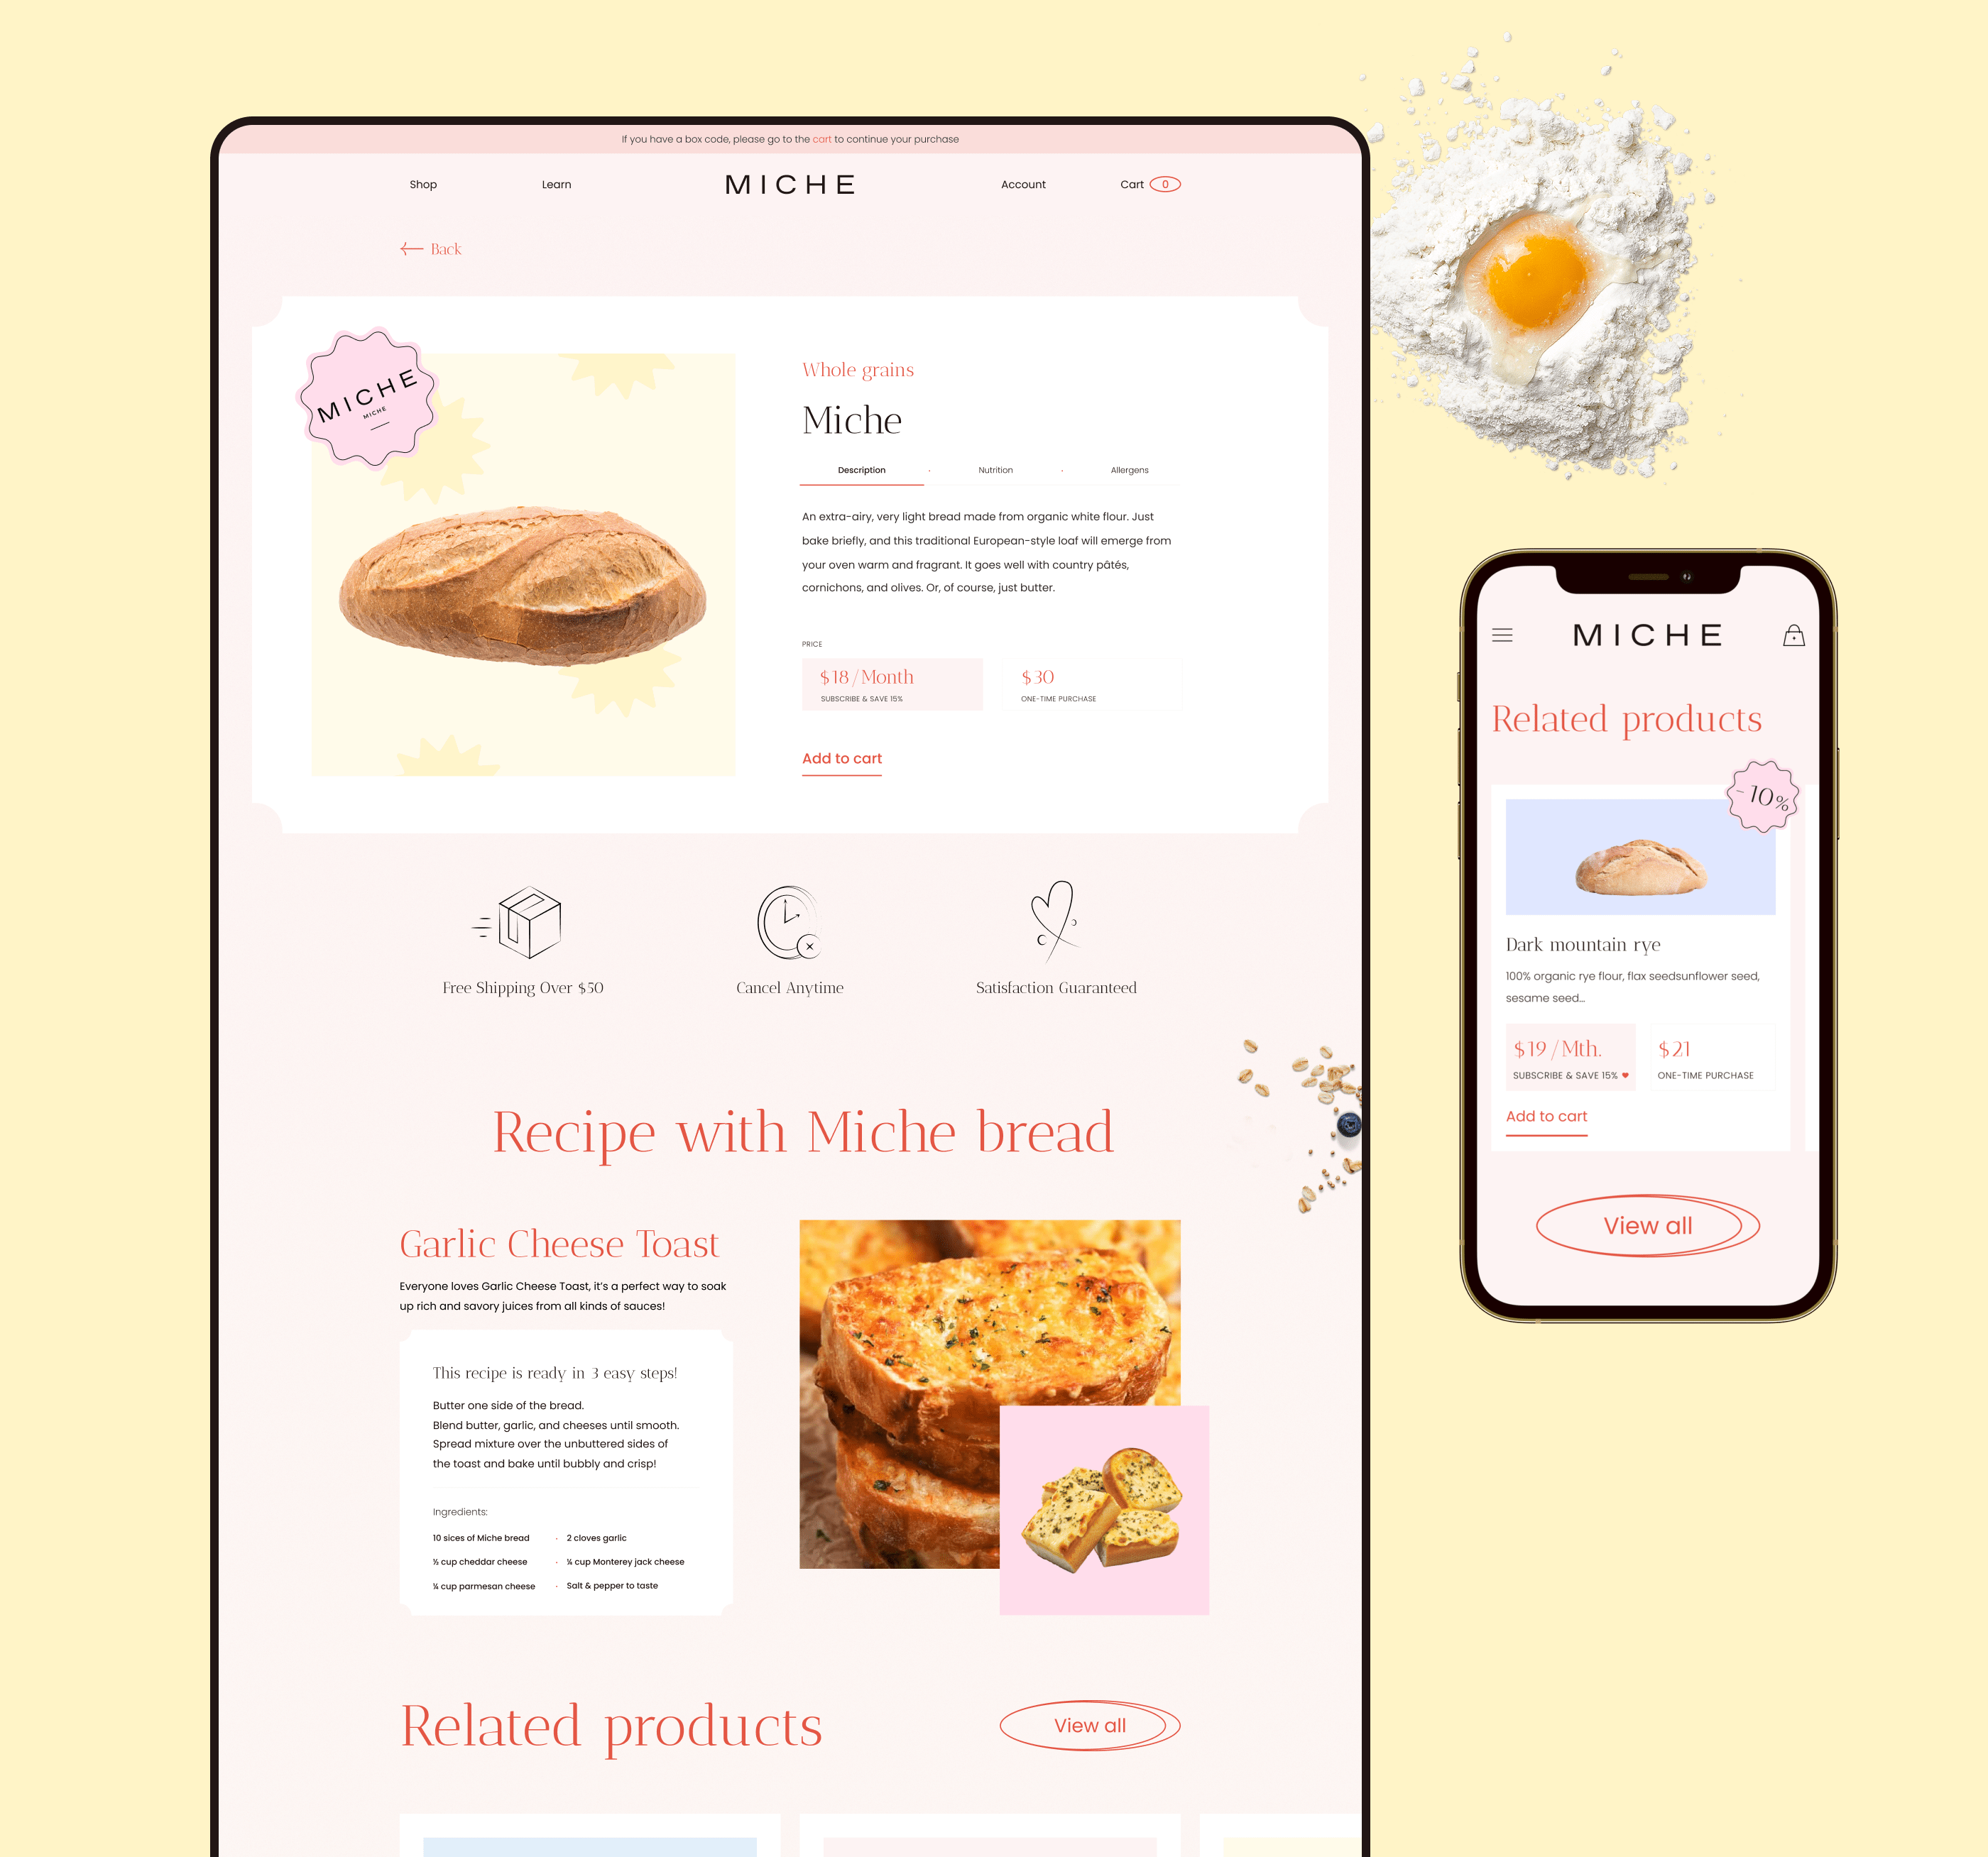 If you have a box code, please go to the cart to continue your purchase
Shop
Learn
MICHE
Account
Cart 0
Back
MICHE
MICHE
Whole grains
Miche
Description · Nutrition · Allergens
An extra-airy, very light bread made from organic white flour. Just
bake briefly, and this traditional European-style loaf will emerge from
your oven warm and fragrant. It goes well with country pâtés,
cornichons, and olives. Or, of course, just butter.
PRICE
$18/Month
SUBSCRIBE & SAVE 15%
$30
ONE-TIME PURCHASE
Add to cart
Free Shipping Over $50
Cancel Anytime
Satisfaction Guaranteed
Recipe with Miche bread
Garlic Cheese Toast
Everyone loves Garlic Cheese Toast, it's a perfect way to soak
up rich and savory juices from all kinds of sauces!
This recipe is ready in 3 easy steps!
Butter one side of the bread.
Blend butter, garlic, and cheeses until smooth.
Spread mixture over the unbuttered sides of
the toast and bake until bubbly and crisp!
Ingredients:
10 sices of Miche bread · 2 cloves garlic
½ cup cheddar cheese · ¼ cup Monterey jack cheese
¼ cup parmesan cheese · Salt & pepper to taste
Related products
View all
MICHE
Related products
-10%
Dark mountain rye
100% organic rye flour, flax seedsunflower seed,
sesame seed...
$19/Mth.
SUBSCRIBE & SAVE 15%
$21
ONE-TIME PURCHASE
Add to cart
View all